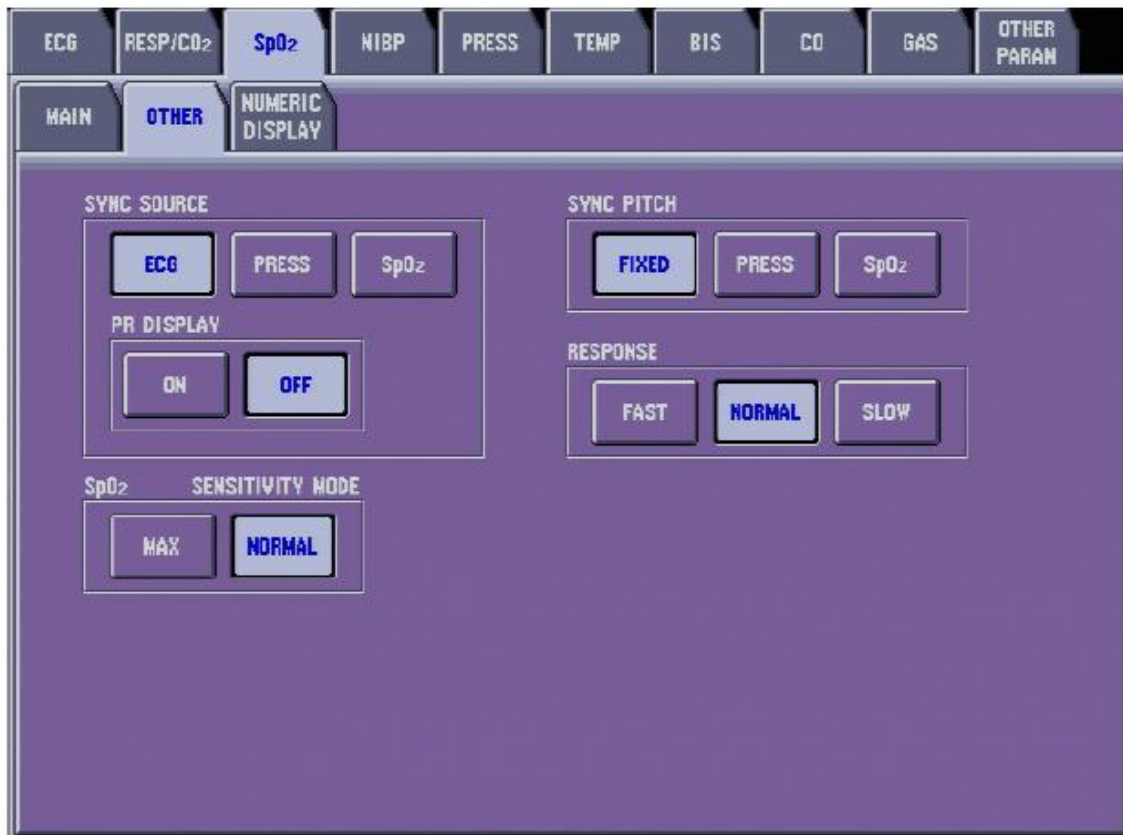 ECG RESP/CO₂ SpO₂ NIBP PRESS TEMP BIS CO GAS OTHER PARAM
MAIN OTHER NUMERIC DISPLAY
SYNC SOURCE
ECG PRESS SpO₂
PR DISPLAY
ON OFF
SYNC PITCH
FIXED PRESS SpO₂
RESPONSE
FAST NORMAL SLOW
SpO₂ SENSITIVITY MODE
MAX NORMAL